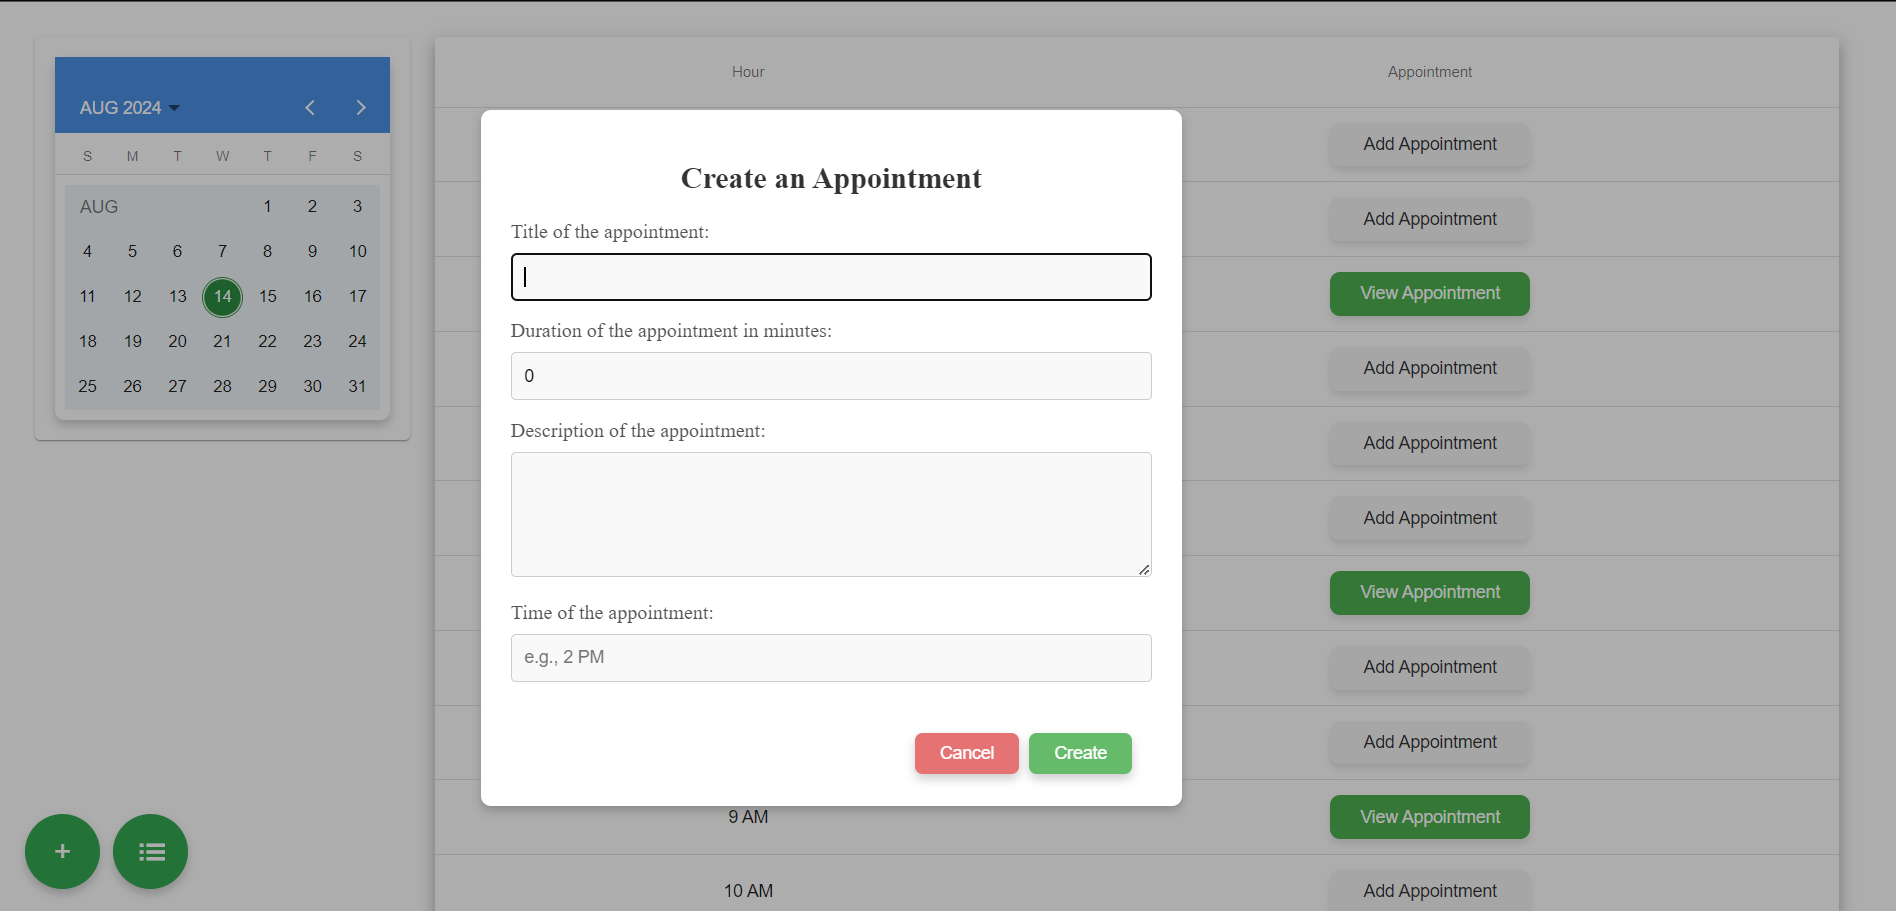 AUG 2024
S M T W T F S
AUG 1 2 3
4 5 6 7 8 9 10
11 12 13 14 15 16 17
18 19 20 21 22 23 24
25 26 27 28 29 30 31
+
Hour Appointment
Add Appointment
Add Appointment
View Appointment
Add Appointment
Add Appointment
Add Appointment
View Appointment
Add Appointment
Add Appointment
9 AM View Appointment
10 AM Add Appointment
Create an Appointment
Title of the appointment:
Duration of the appointment in minutes:
0
Description of the appointment:
Time of the appointment:
e.g., 2 PM
Cancel Create